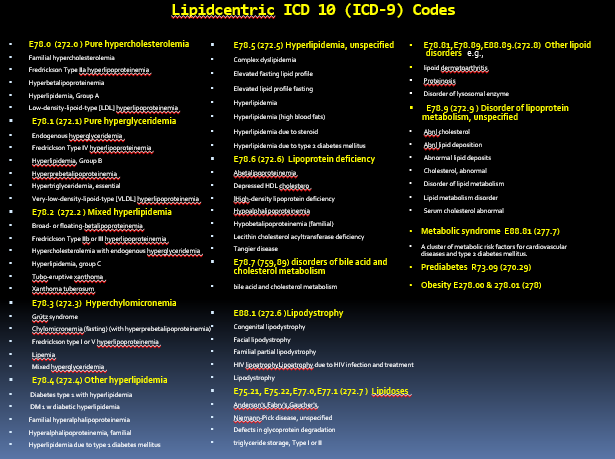 Lipidcentric ICD 10 (ICD-9) Codes
E78.0 (272.0 ) Pure hypercholesterolemia
Familial hypercholesterolemia
Fredrickson Type IIa hyperlipoproteinemia
Hyperbetalipoproteinemia
Hyperlipidemia, Group A
Low-density-lipoid-type [LDL] hyperlipoproteinemia
E78.1 (272.1) Pure hyperglyceridemia
Endogenous hyperglyceridemia
Fredrickson Type IV hyperlipoproteinemia
Hyperlipidemia, Group B
Hyperprebetalipoproteinemia
Hypertriglyceridemia, essential
Very-low-density-lipoid-type [VLDL] hyperlipoproteinemia
E78.2 (272.2 ) Mixed hyperlipidemia
Broad- or floating-betalipoproteinemia
Fredrickson Type IIb or III hyperlipoproteinemia
Hypercholesterolemia with endogenous hyperglyceridemia
Hyperlipidemia, group C
Tubo-eruptive xanthoma
Xanthoma tuberosum
E78.3 (272.3) Hyperchylomicronemia
Grütz syndrome
Chylomicronemia (fasting) (with hyperprebetalipoproteinemia)
Fredrickson type I or V hyperlipoproteinemia
Lipemia
Mixed hyperglyceridemia
E78.4 (272.4) Other hyperlipidemia
Diabetes type 1 with hyperlipidemia
DM 1 w diabetic hyperlipidemia
Familial hyperalphalipoproteinemia
Hyperalphalipoproteinemia, familial
Hyperlipidemia due to type 1 diabetes mellitus
E78.5 (272.5) Hyperlipidemia, unspecified
Complex dyslipidemia
Elevated fasting lipid profile
Elevated lipid profile fasting
Hyperlipidemia
Hyperlipidemia (high blood fats)
Hyperlipidemia due to steroid
Hyperlipidemia due to type 2 diabetes mellitus
E78.6 (272.6) Lipoprotein deficiency
Abetalipoproteinemia
Depressed HDL cholestero
High-density lipoprotein deficiency
Hypoalphalipoproteinemia
Hypobetalipoproteinemia (familial)
Lecithin cholesterol acyltransferase deficiency
Tangier disease
E78.7 (759,89) disorders of bile acid and
cholesterol metabolism
bile acid and cholesterol metabolism
E88.1 (272.6 )Lipodystrophy
Congenital lipodystrophy
Facial lipodystrophy
Familial partial lipodystrophy
HIV lipoatrophyLipoatrophy due to HIV infection and treatment
Lipodystrophy
E75.21, E75.22,E77.0,E77.1 (272.7 ) Lipidoses
Anderson's,Fabry's,Gaucher's,
Niemann-Pick disease, unspecified
Defects in glycoprotein degradation
triglyceride storage, Type I or II
E78.81,E78.89,E88.89.(272.8) Other lipoid
disorders e.g.,
lipoid dermatoarthritis
Proteinosis
Disorder of lysosomal enzyme
E78.9 (272.9 ) Disorder of lipoprotein
metabolism, unspecified
Abnl cholesterol
Abnl lipid deposition
Abnormal lipid deposits
Cholesterol, abnormal
Disorder of lipid metabolism
Lipid metabolism disorder
Serum cholesterol abnormal
Metabolic syndrome E88.81 (277.7)
A cluster of metabolic risk factors for cardiovascular
diseases and type 2 diabetes mellitus.
Prediabetes R73.09 (270.29)
Obesity E278.00 & 278.01 (278)